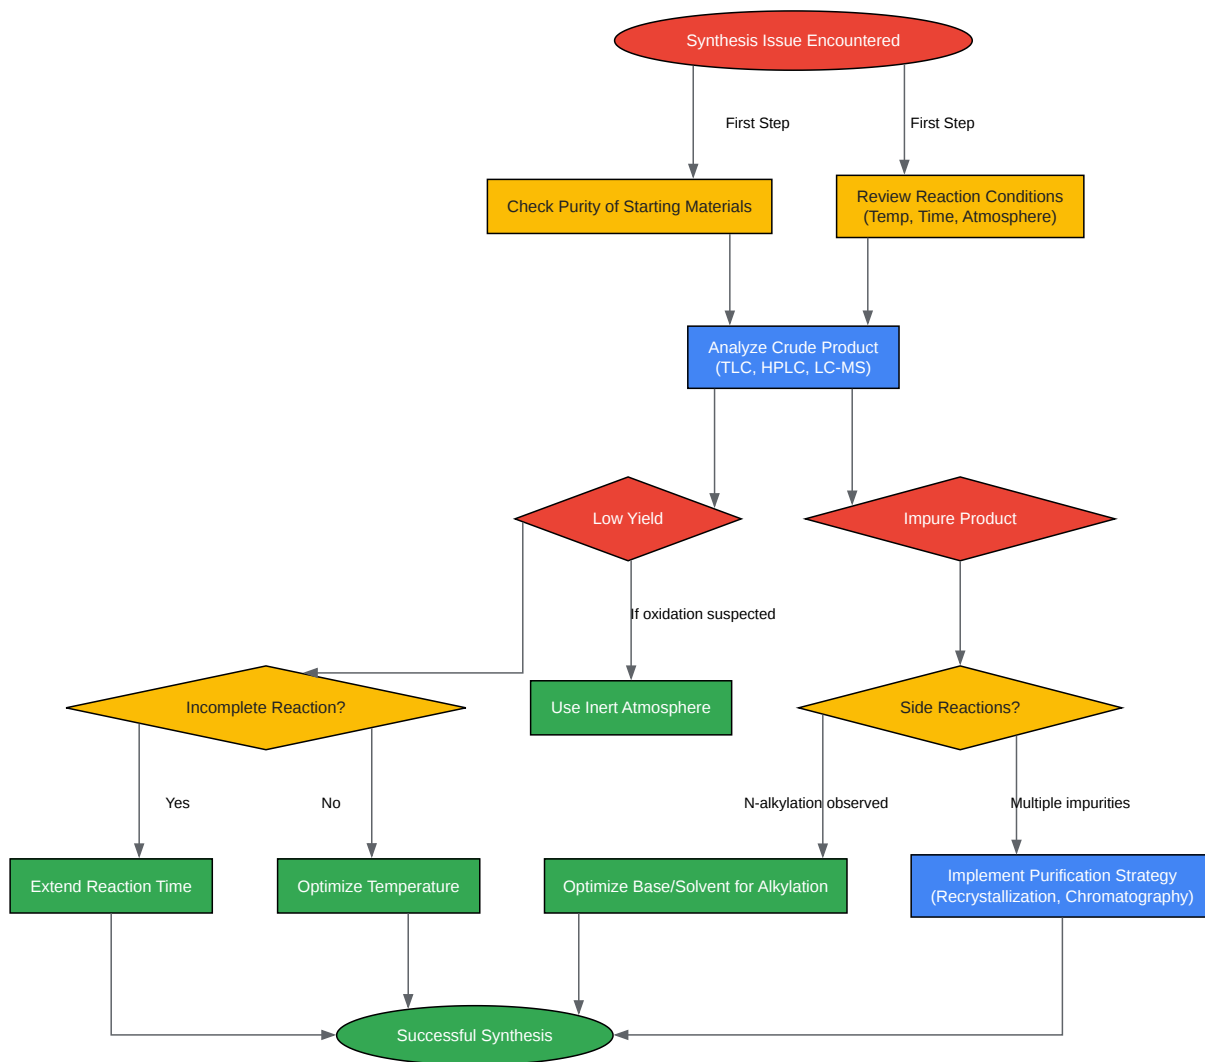 Synthesis Issue Encountered
First Step
First Step
Check Purity of Starting Materials
Review Reaction Conditions
(Temp, Time, Atmosphere)
Analyze Crude Product
(TLC, HPLC, LC-MS)
Low Yield
Impure Product
If oxidation suspected
Incomplete Reaction?
Use Inert Atmosphere
Side Reactions?
Yes
No
N-alkylation observed
Multiple impurities
Extend Reaction Time
Optimize Temperature
Optimize Base/Solvent for Alkylation
Implement Purification Strategy
(Recrystallization, Chromatography)
Successful Synthesis